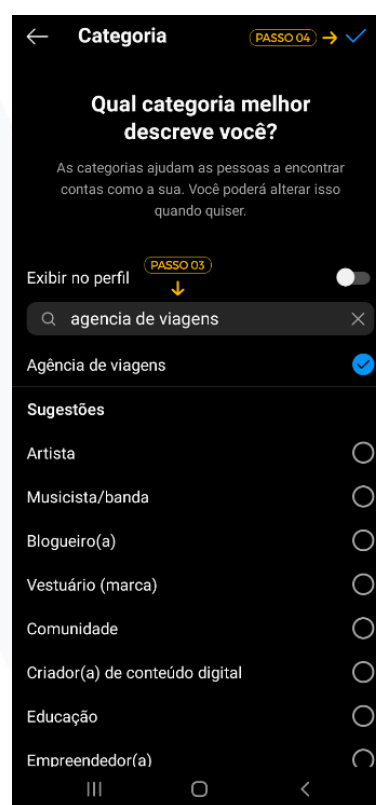 Categoria
PASSO 04
Qual categoria melhor
descreve você?
As categorias ajudam as pessoas a encontrar
contas como a sua. Você poderá alterar isso
quando quiser.
PASSO 03
Exibir no perfil
agencia de viagens
Agência de viagens
Sugestões
Artista
Musicista/banda
Blogueiro(a)
Vestuário (marca)
Comunidade
Criador(a) de conteúdo digital
Educação
Empreendedor(a)